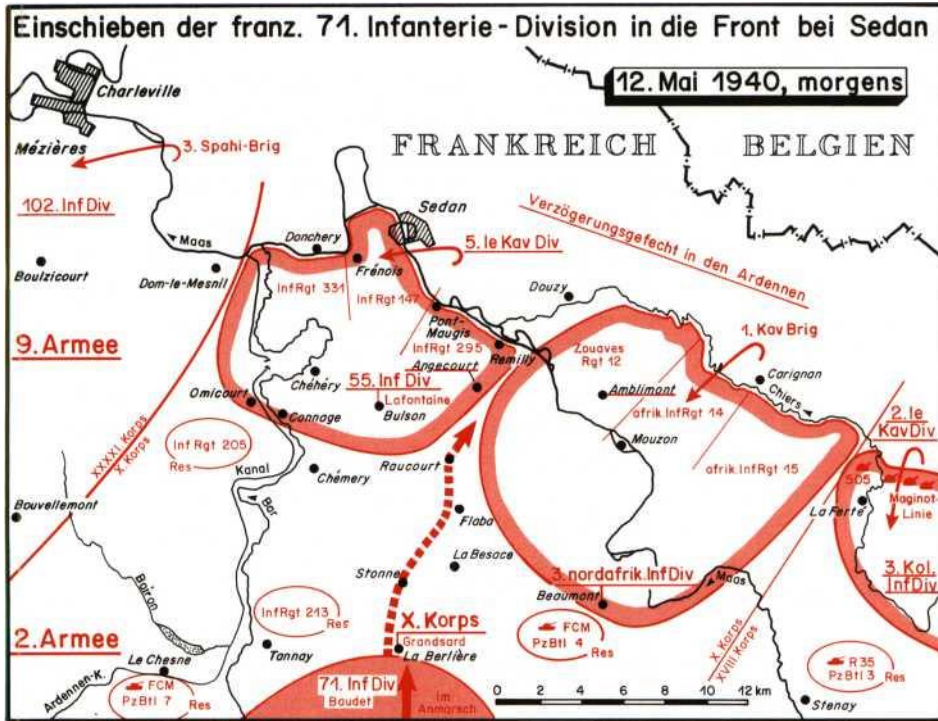 Einschieben der franz. 71. Infanterie-Division in die Front bei Sedan
12. Mai 1940, morgens
Charleville
Mézières
3. Spahi-Brig
FRANKREICH
BELGIEN
102. Inf Div
Maas
Sedan
Donchery
5. le Kav Div
Verzögerungsgefecht in den Ardennen
Boulzicourt
Dom-le-Mesnil
Frénois
InfRgt 331
InfRgt 147
Douzy
Pont-
Maugis
InfRgt 295
Remilly
1. Kav Brig
9. Armee
Zouaves
Rgt 12
Carignan
Chiers
Chéhéry
Angecourt
55. Inf Div
Lafontaine
Bulson
Amblimont
afrik. InfRgt 14
Omicourt
Connage
Mouzon
2. le
Kav Div
XXXXI. Korps
X. Korps
Inf Rgt 205
Res
Raucourt
afrik. InfRgt 15
505
Kanal
Chémery
La Ferté
Maginot-
Linie
Bar
Bouvellemont
Flaba
La Besace
3. Kol.
InfDiv
Bairon
Stonne
3. nordafrik. Inf Div
Maas
Beaumont
InfRgt 213
Res
X. Korps
Grandsard
FCM
PzBtl 4
Res
X. Korps
XVIII. Korps
2. Armee
Tannay
La Berlière
R 35
PzBtl 3
Res
Le Chesne
Ardennen-K.
71. Inf Div
Baudet
im
Anmarsch
FCM
PzBtl 7
Res
0 2 4 6 8 10 12 km
Stenay